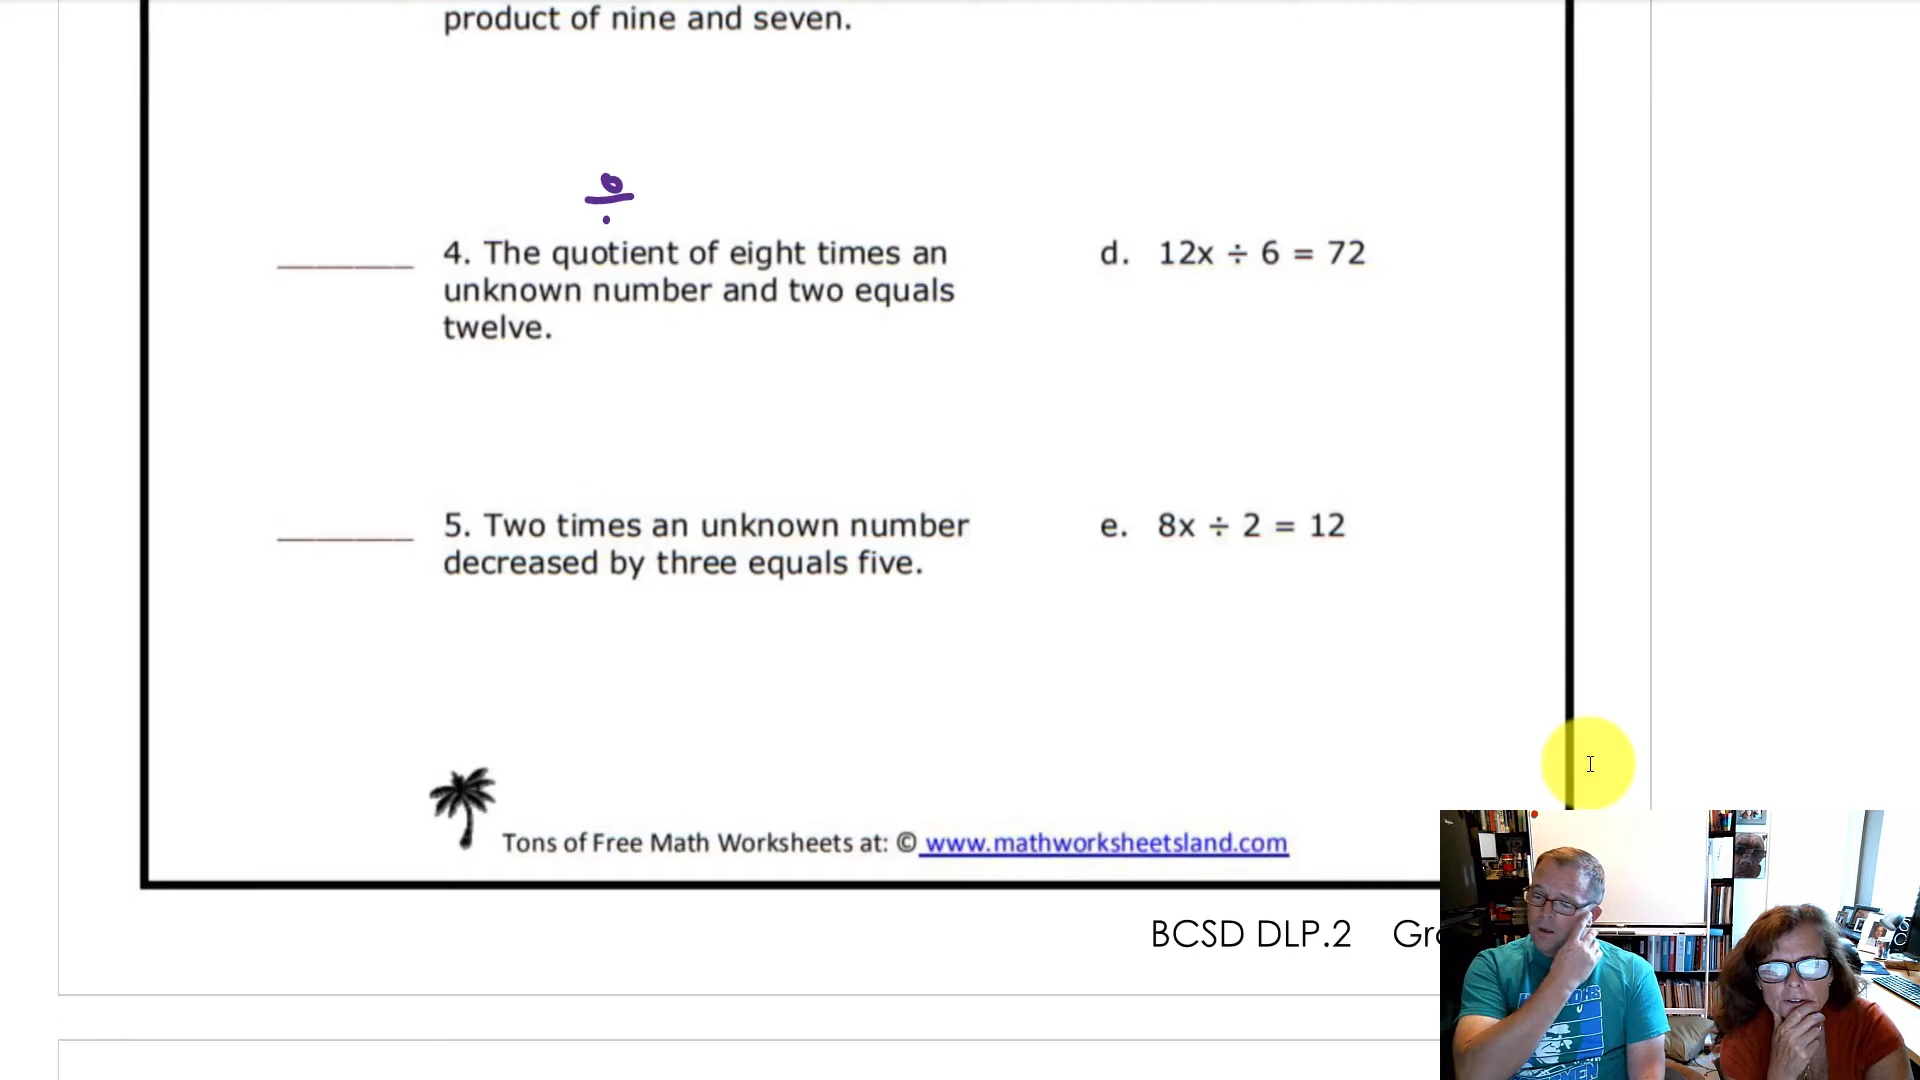 product of nine and seven.
÷
4. The quotient of eight times an
unknown number and two equals
twelve.
d. 12x ÷ 6 = 72
5. Two times an unknown number
decreased by three equals five.
e. 8x ÷ 2 = 12
Tons of Free Math Worksheets at: © www.mathworksheetsland.com
BCSD DLP.2